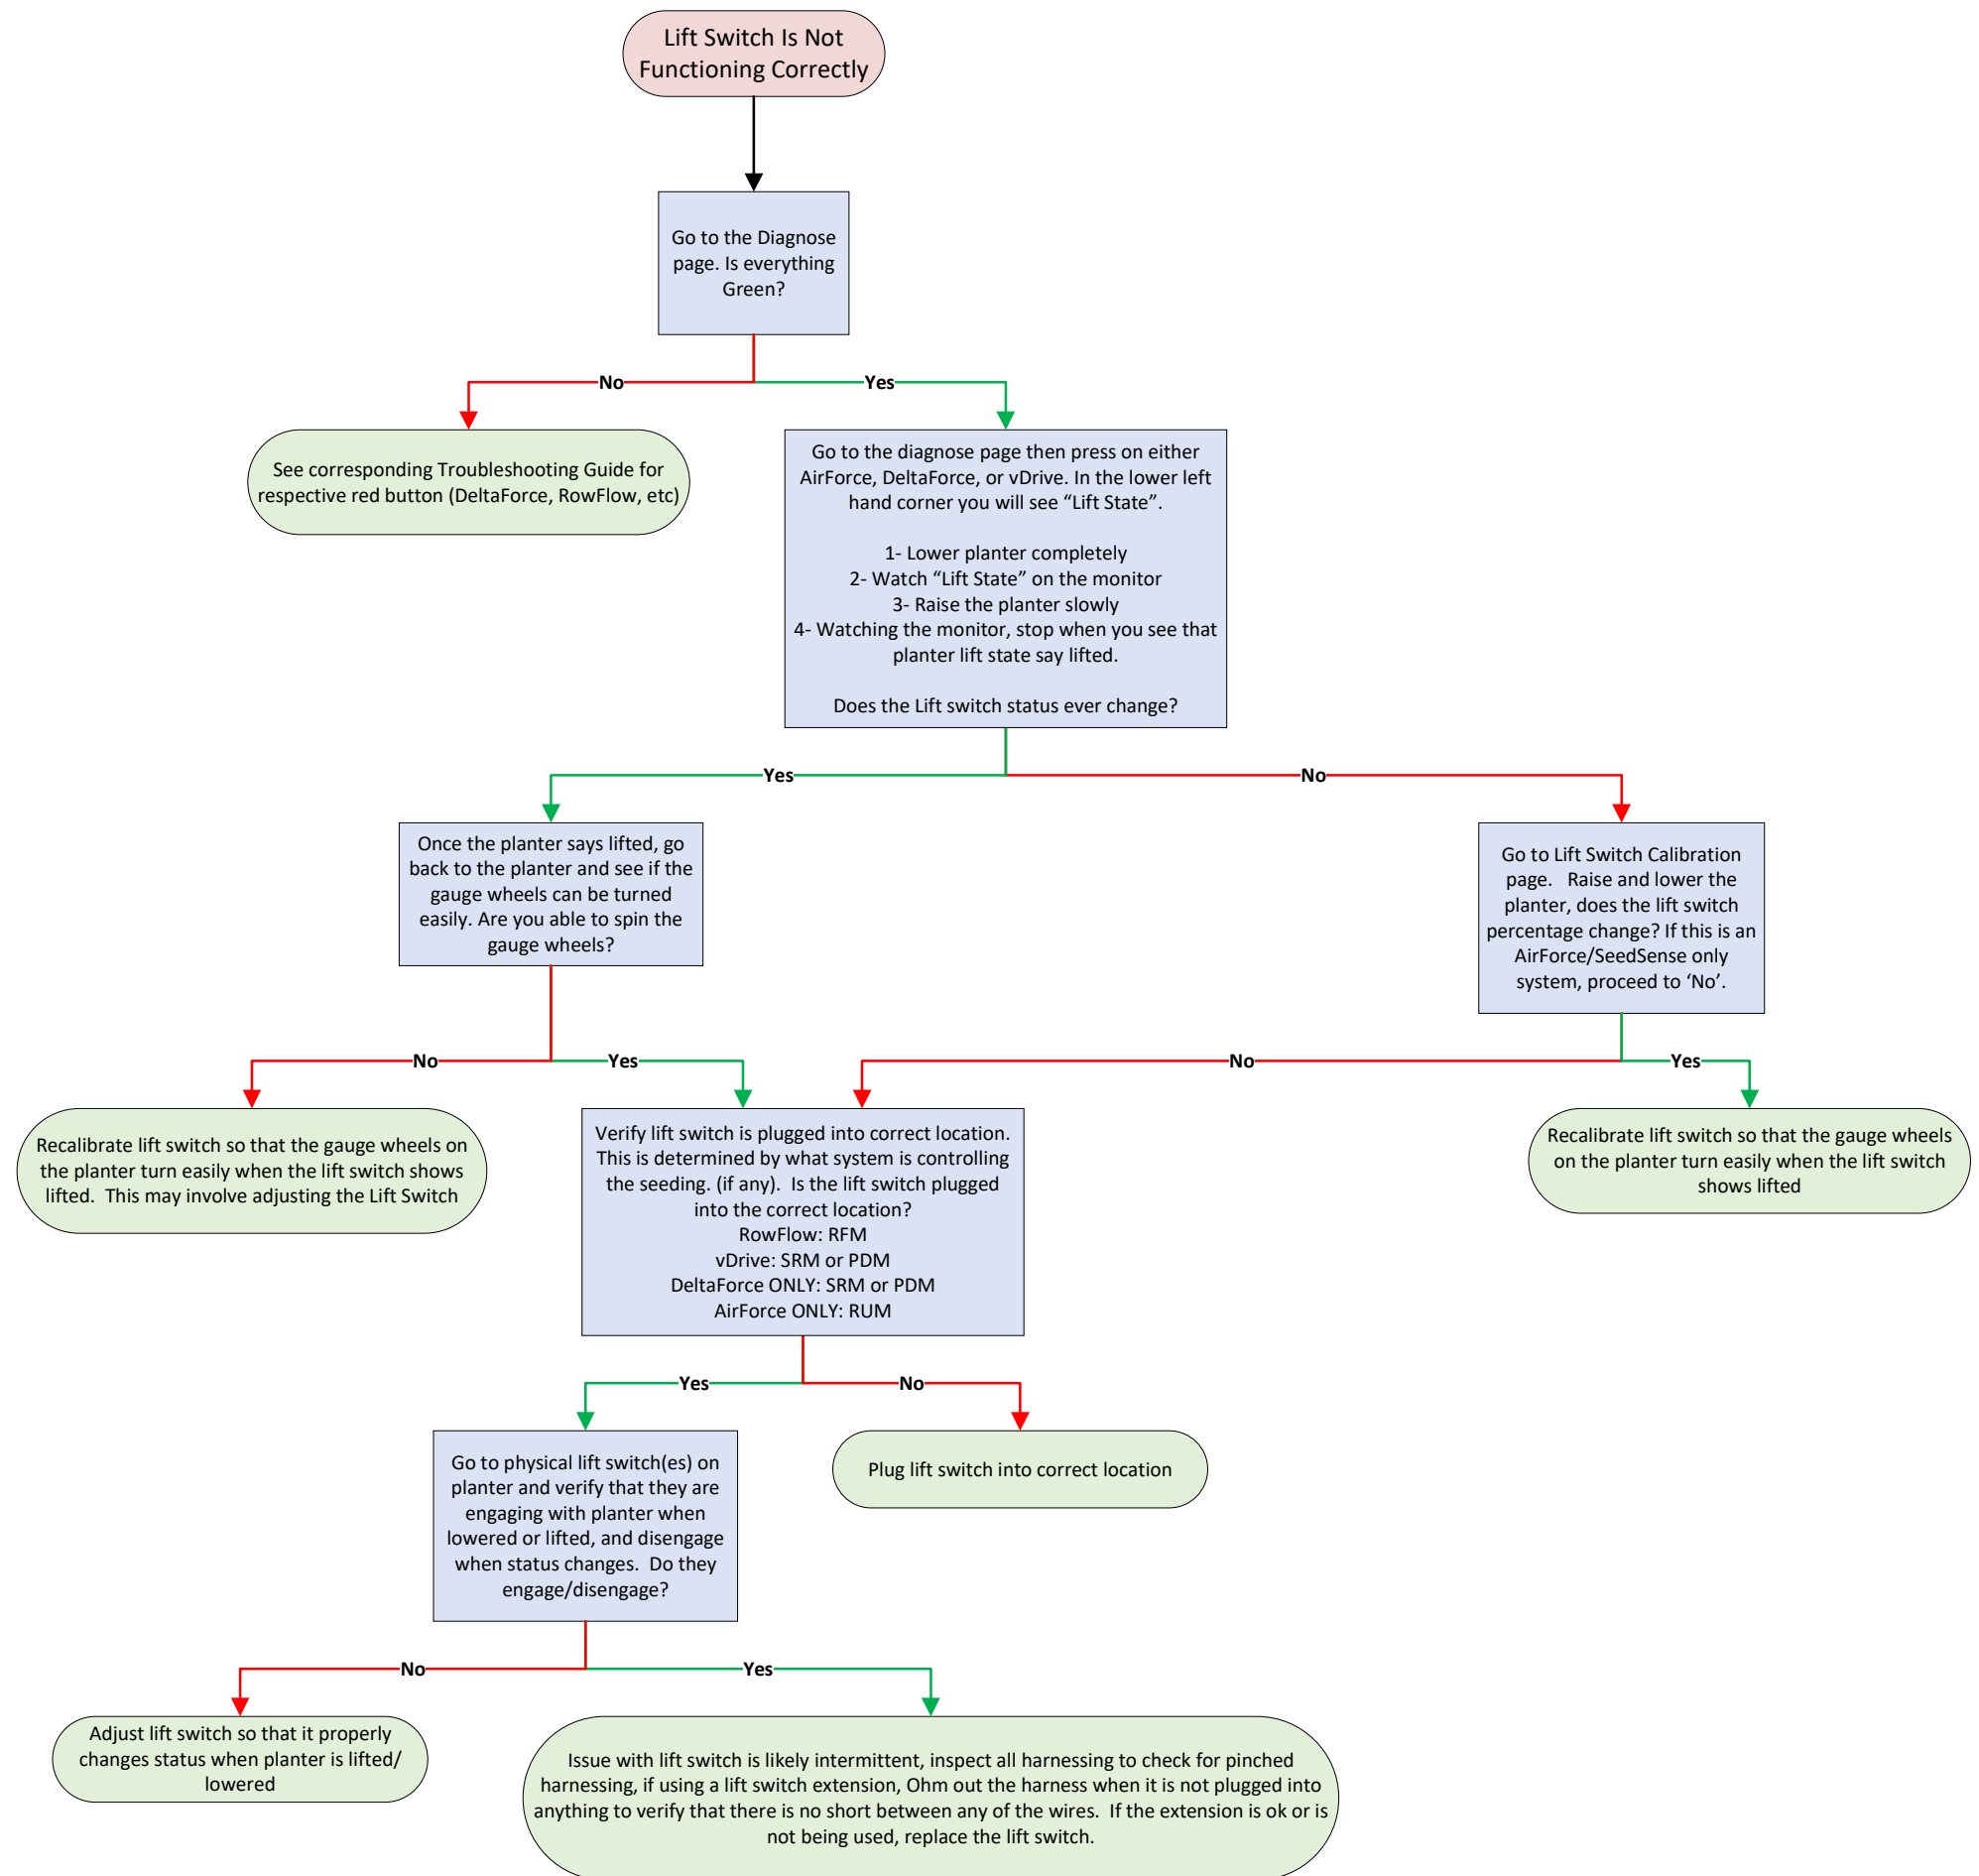 Lift Switch Is Not
Functioning Correctly
Go to the Diagnose
page. Is everything
Green?
No
Yes
See corresponding Troubleshooting Guide for
respective red button (DeltaForce, RowFlow, etc)
Go to the diagnose page then press on either
AirForce, DeltaForce, or vDrive. In the lower left
hand corner you will see “Lift State”.
1- Lower planter completely
2- Watch “Lift State” on the monitor
3- Raise the planter slowly
4- Watching the monitor, stop when you see that
planter lift state say lifted.
Does the Lift switch status ever change?
Yes
No
Once the planter says lifted, go
back to the planter and see if the
gauge wheels can be turned
easily. Are you able to spin the
gauge wheels?
Go to Lift Switch Calibration
page. Raise and lower the
planter, does the lift switch
percentage change? If this is an
AirForce/SeedSense only
system, proceed to ‘No’.
No
Yes
No
Yes
Recalibrate lift switch so that the gauge wheels on
the planter turn easily when the lift switch shows
lifted. This may involve adjusting the Lift Switch
Verify lift switch is plugged into correct location.
This is determined by what system is controlling
the seeding. (if any). Is the lift switch plugged
into the correct location?
RowFlow: RFM
vDrive: SRM or PDM
DeltaForce ONLY: SRM or PDM
AirForce ONLY: RUM
Recalibrate lift switch so that the gauge wheels
on the planter turn easily when the lift switch
shows lifted
Yes
No
Go to physical lift switch(es) on
planter and verify that they are
engaging with planter when
lowered or lifted, and disengage
when status changes. Do they
engage/disengage?
Plug lift switch into correct location
No
Yes
Adjust lift switch so that it properly
changes status when planter is lifted/
lowered
Issue with lift switch is likely intermittent, inspect all harnessing to check for pinched
harnessing, if using a lift switch extension, Ohm out the harness when it is not plugged into
anything to verify that there is no short between any of the wires. If the extension is ok or is
not being used, replace the lift switch.